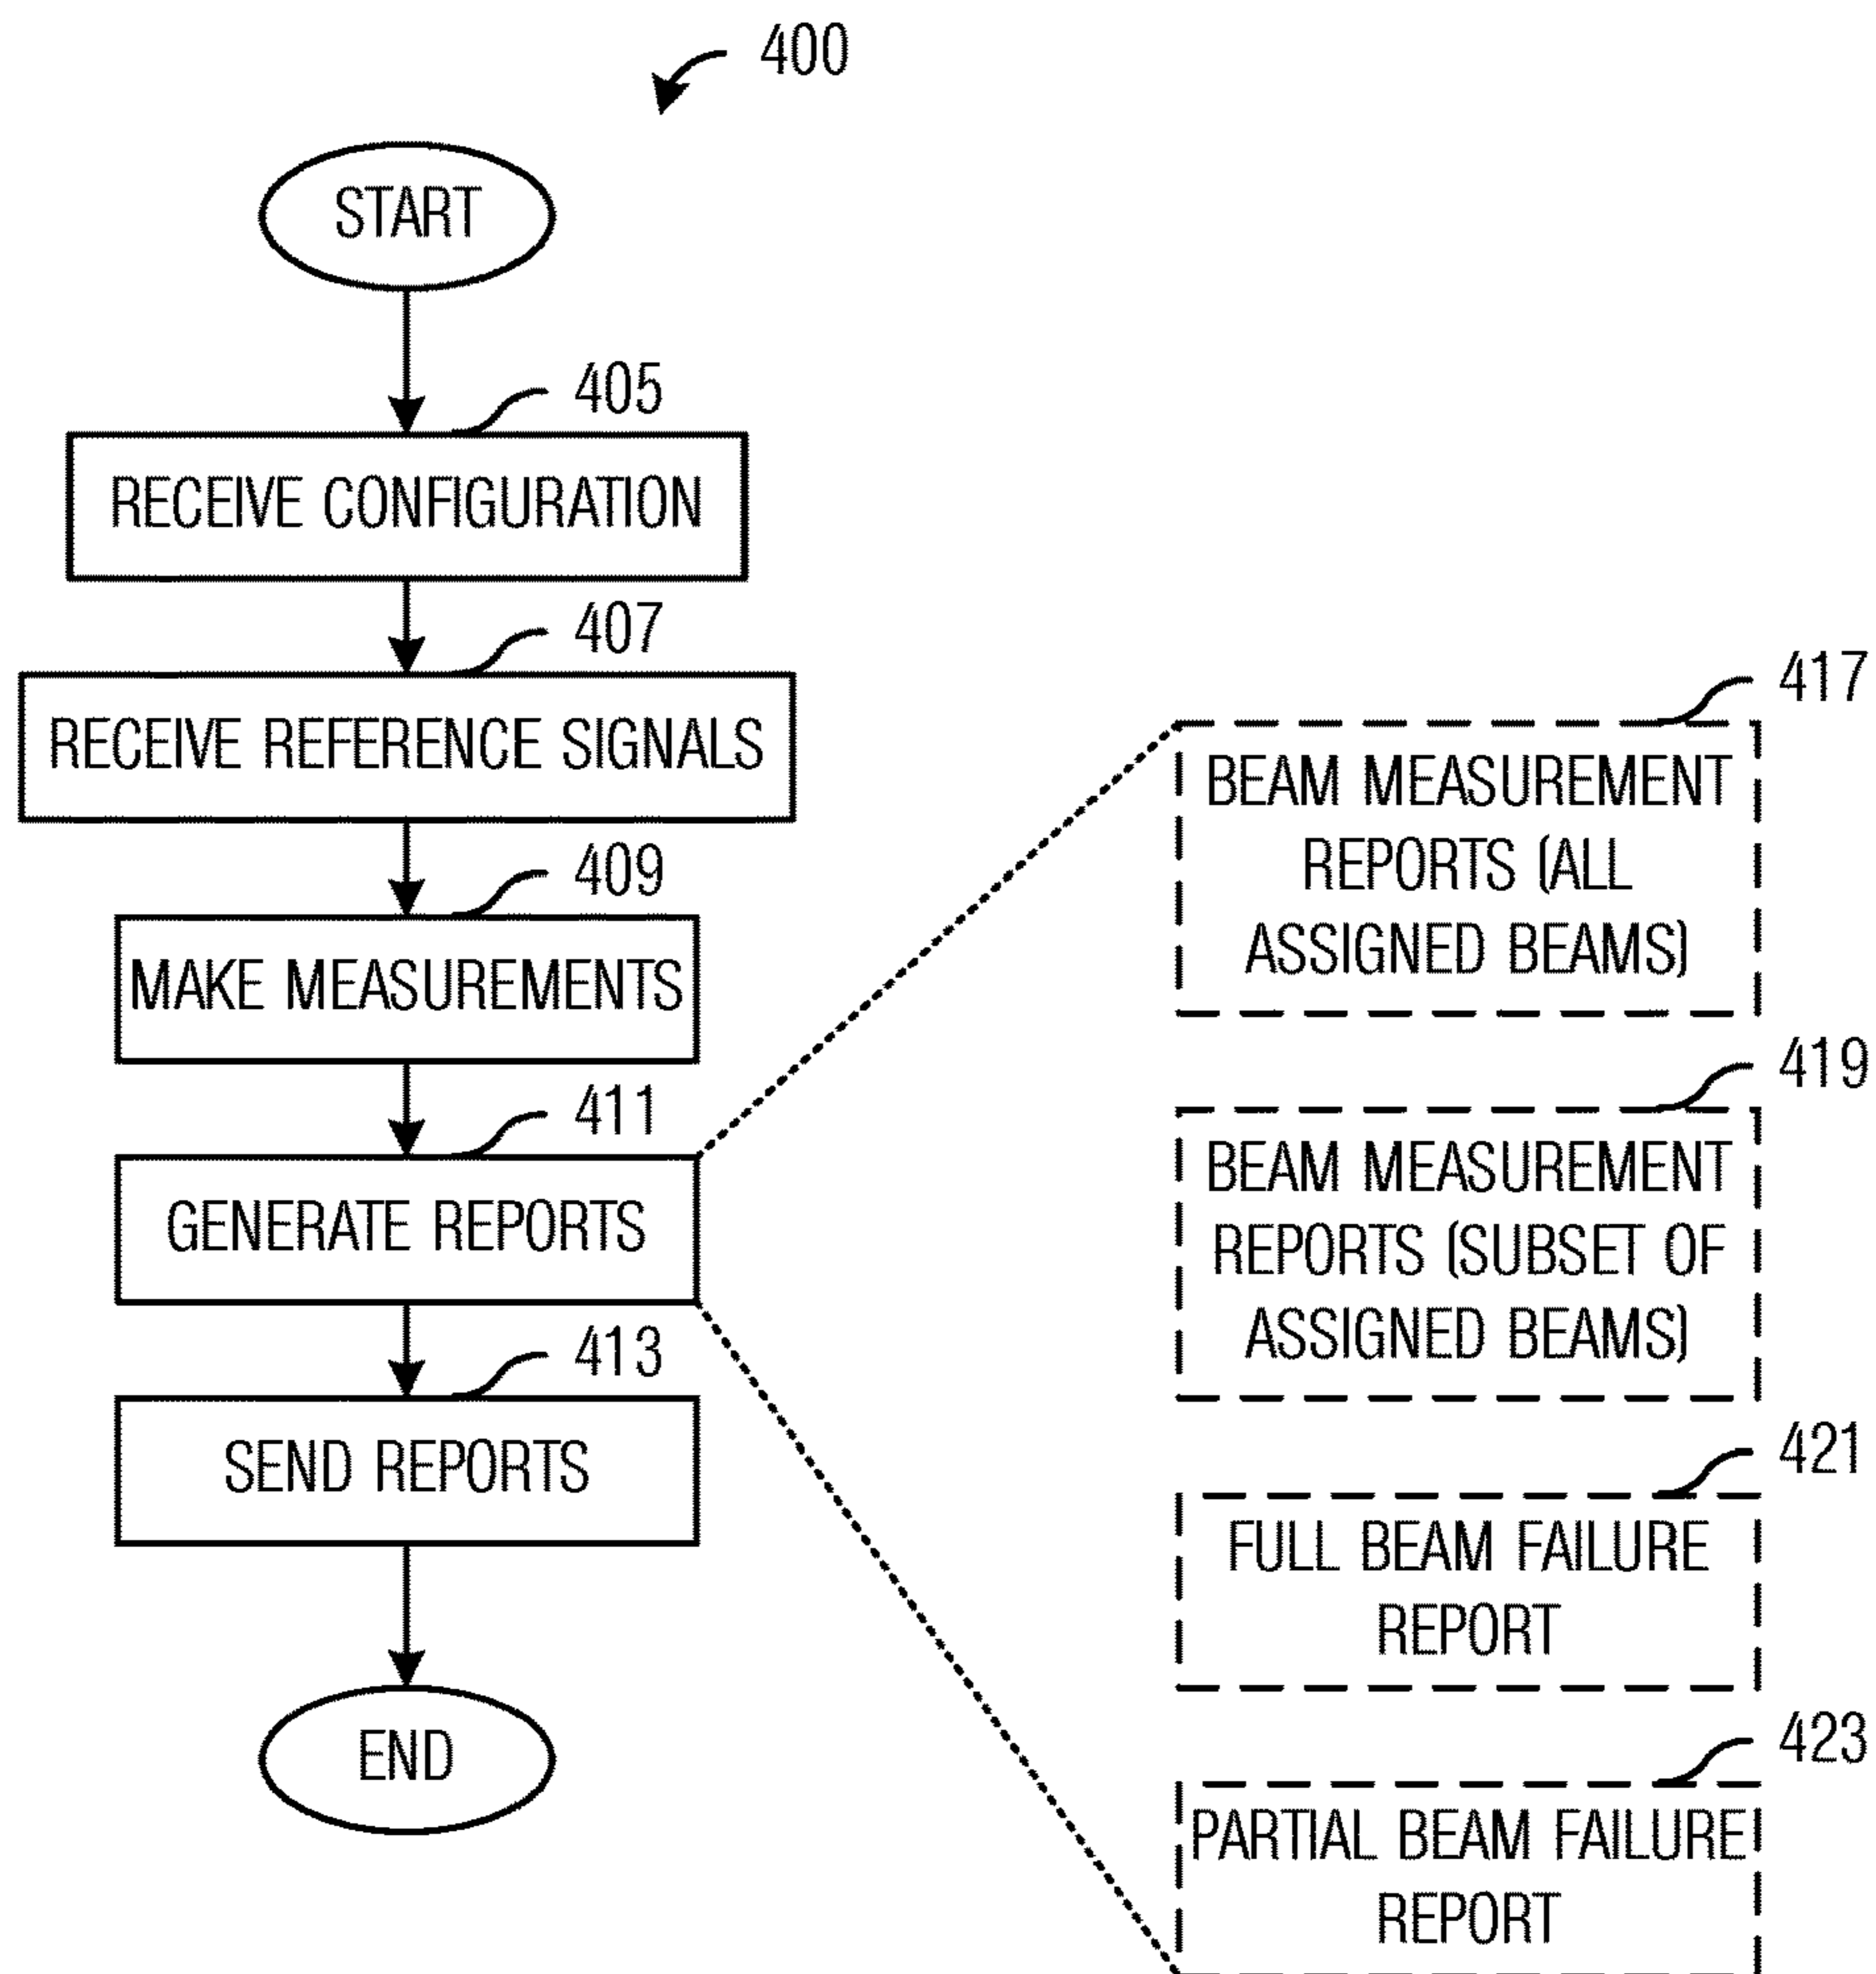 400
START
405
RECEIVE CONFIGURATION
407
RECEIVE REFERENCE SIGNALS
409
MAKE MEASUREMENTS
411
GENERATE REPORTS
413
SEND REPORTS
END
417
BEAM MEASUREMENT
REPORTS (ALL
ASSIGNED BEAMS)
419
BEAM MEASUREMENT
REPORTS (SUBSET OF
ASSIGNED BEAMS)
421
FULL BEAM FAILURE
REPORT
423
PARTIAL BEAM FAILURE
REPORT